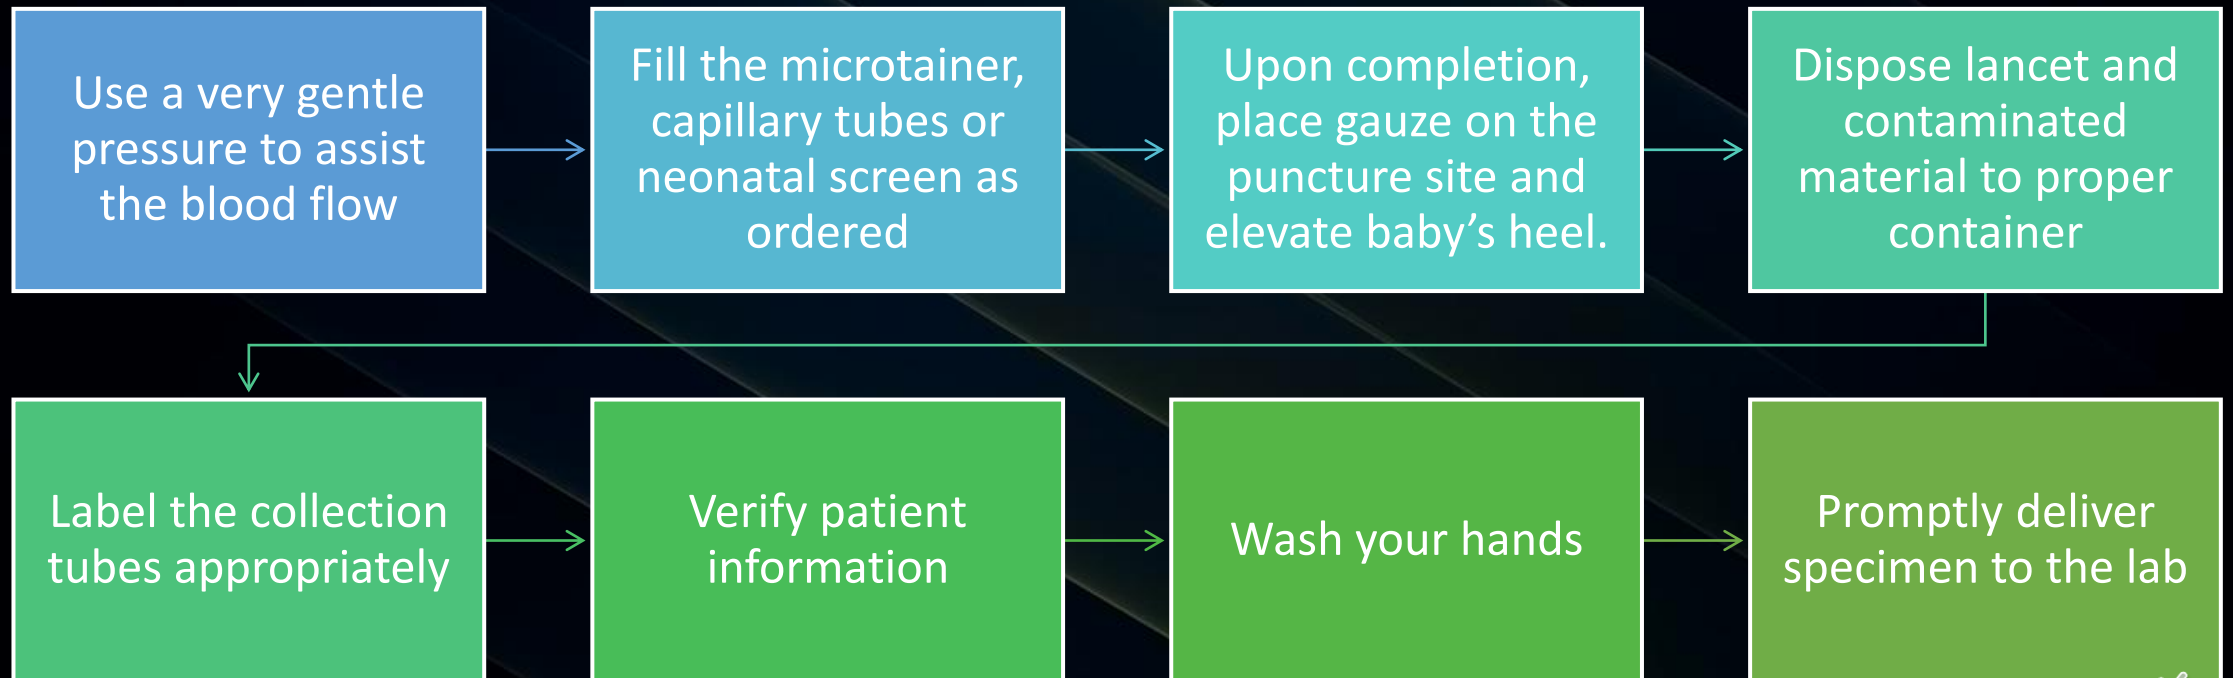 Use a very gentle
pressure to assist
the blood flow
Fill the microtainer,
capillary tubes or
neonatal screen as
ordered
Upon completion,
place gauze on the
puncture site and
elevate baby’s heel.
Dispose lancet and
contaminated
material to proper
container
Label the collection
tubes appropriately
Verify patient
information
Wash your hands
Promptly deliver
specimen to the lab